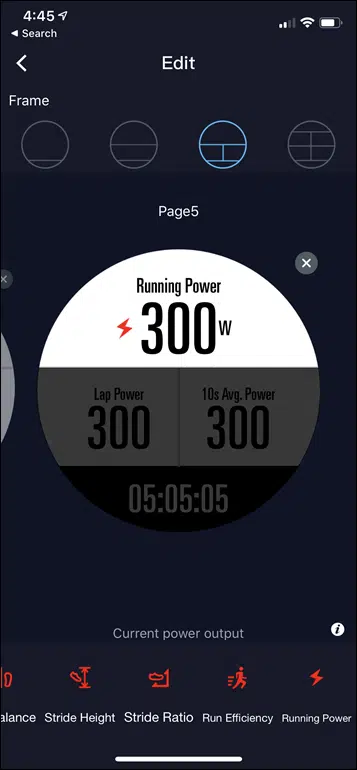 4:45
◀ Search
Edit
Frame
Page5
Running Power
300W
Lap Power
300
10s Avg. Power
300
05:05:05
Current power output
alance
Stride Height
Stride Ratio
Run Efficiency
Running Power